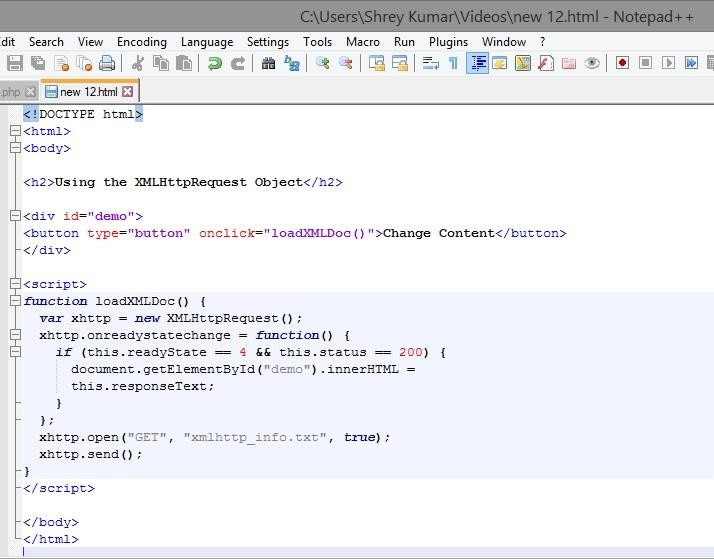 C:\Users\Shrey Kumar\Videos\new 12.html - Notepad++
dit Search View Encoding Language Settings Tools Macro Run Plugins Window ?
.php new 12.html
<!DOCTYPE html>
<html>
<body>
<h2>Using the XMLHttpRequest Object</h2>
<div id="demo">
<button type="button" onclick="loadXMLDoc()">Change Content</button>
</div>
<script>
function loadXMLDoc() {
  var xhttp = new XMLHttpRequest();
  xhttp.onreadystatechange = function() {
    if (this.readyState == 4 && this.status == 200) {
      document.getElementById("demo").innerHTML =
      this.responseText;
    }
  };
  xhttp.open("GET", "xmlhttp_info.txt", true);
  xhttp.send();
}
</script>
</body>
</html>